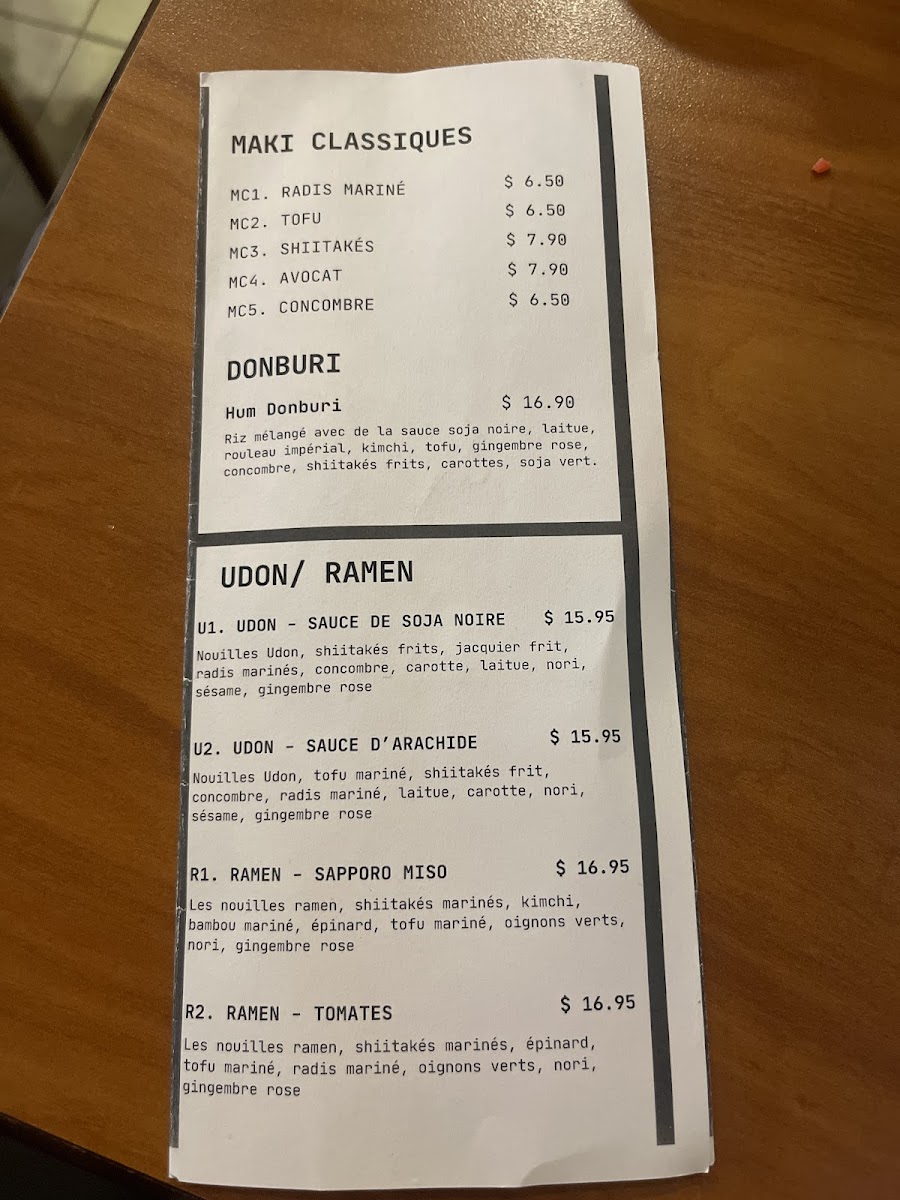 MAKI CLASSIQUES
MC1. RADIS MARINÉ $ 6.50
MC2. TOFU $ 6.50
MC3. SHIITAKÉS $ 7.90
MC4. AVOCAT $ 7.90
MC5. CONCOMBRE $ 6.50
DONBURI
Hum Donburi $ 16.90
Riz mélangé avec de la sauce soja noire, laitue,
rouleau impérial, kimchi, tofu, gingembre rose,
concombre, shiitakés frits, carottes, soja vert.
UDON/ RAMEN
U1. UDON - SAUCE DE SOJA NOIRE $ 15.95
Nouilles Udon, shiitakés frits, jacquier frit,
radis marinés, concombre, carotte, laitue, nori,
sésame, gingembre rose
U2. UDON - SAUCE D'ARACHIDE $ 15.95
Nouilles Udon, tofu mariné, shiitakés frit,
concombre, radis mariné, laitue, carotte, nori,
sésame, gingembre rose
R1. RAMEN - SAPPORO MISO $ 16.95
Les nouilles ramen, shiitakés marinés, kimchi,
bambou mariné, épinard, tofu mariné, oignons verts,
nori, gingembre rose
R2. RAMEN - TOMATES $ 16.95
Les nouilles ramen, shiitakés marinés, épinard,
tofu mariné, radis mariné, oignons verts, nori,
gingembre rose